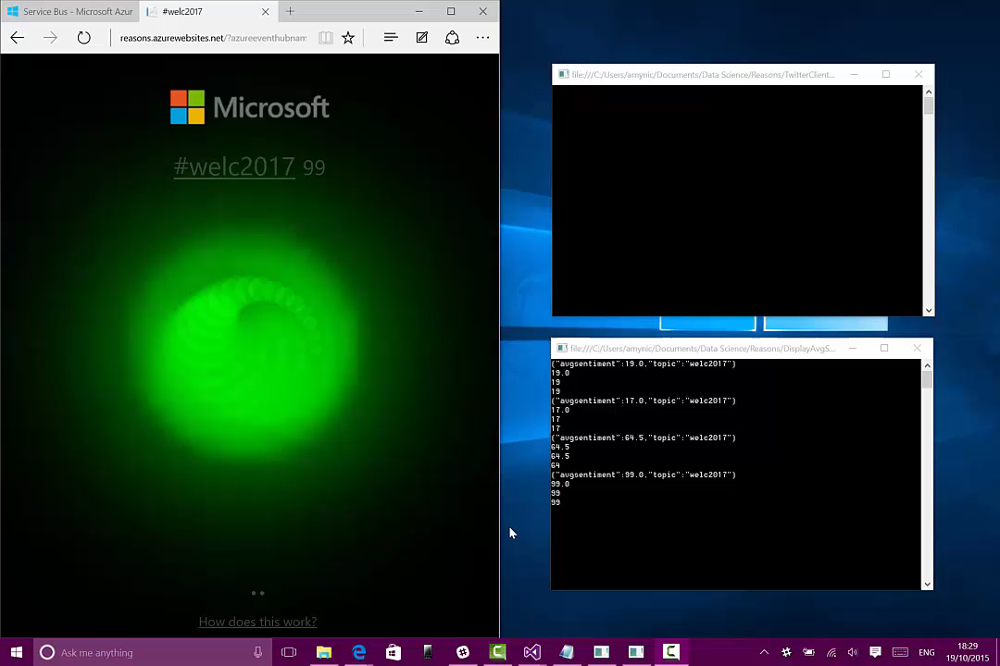 Service Bus - Microsoft Azur
#welc2017
reasons.azurewebsites.net/?azureeventhubnam
Microsoft
#welc2017 99
How does this work?
file:///C:/Users/amynic/Documents/Data Science/Reasons/TwitterClient...
file:///C:/Users/amynic/Documents/Data Science/Reasons/DisplayAvgS...
{"avgsentiment":19.0,"topic":"welc2017"}
19.0
19
19
{"avgsentiment":17.0,"topic":"welc2017"}
17.0
17
17
{"avgsentiment":64.5,"topic":"welc2017"}
64.5
64.5
64
{"avgsentiment":99.0,"topic":"welc2017"}
99.0
99
99
Ask me anything
ENG
18:29
19/10/2015